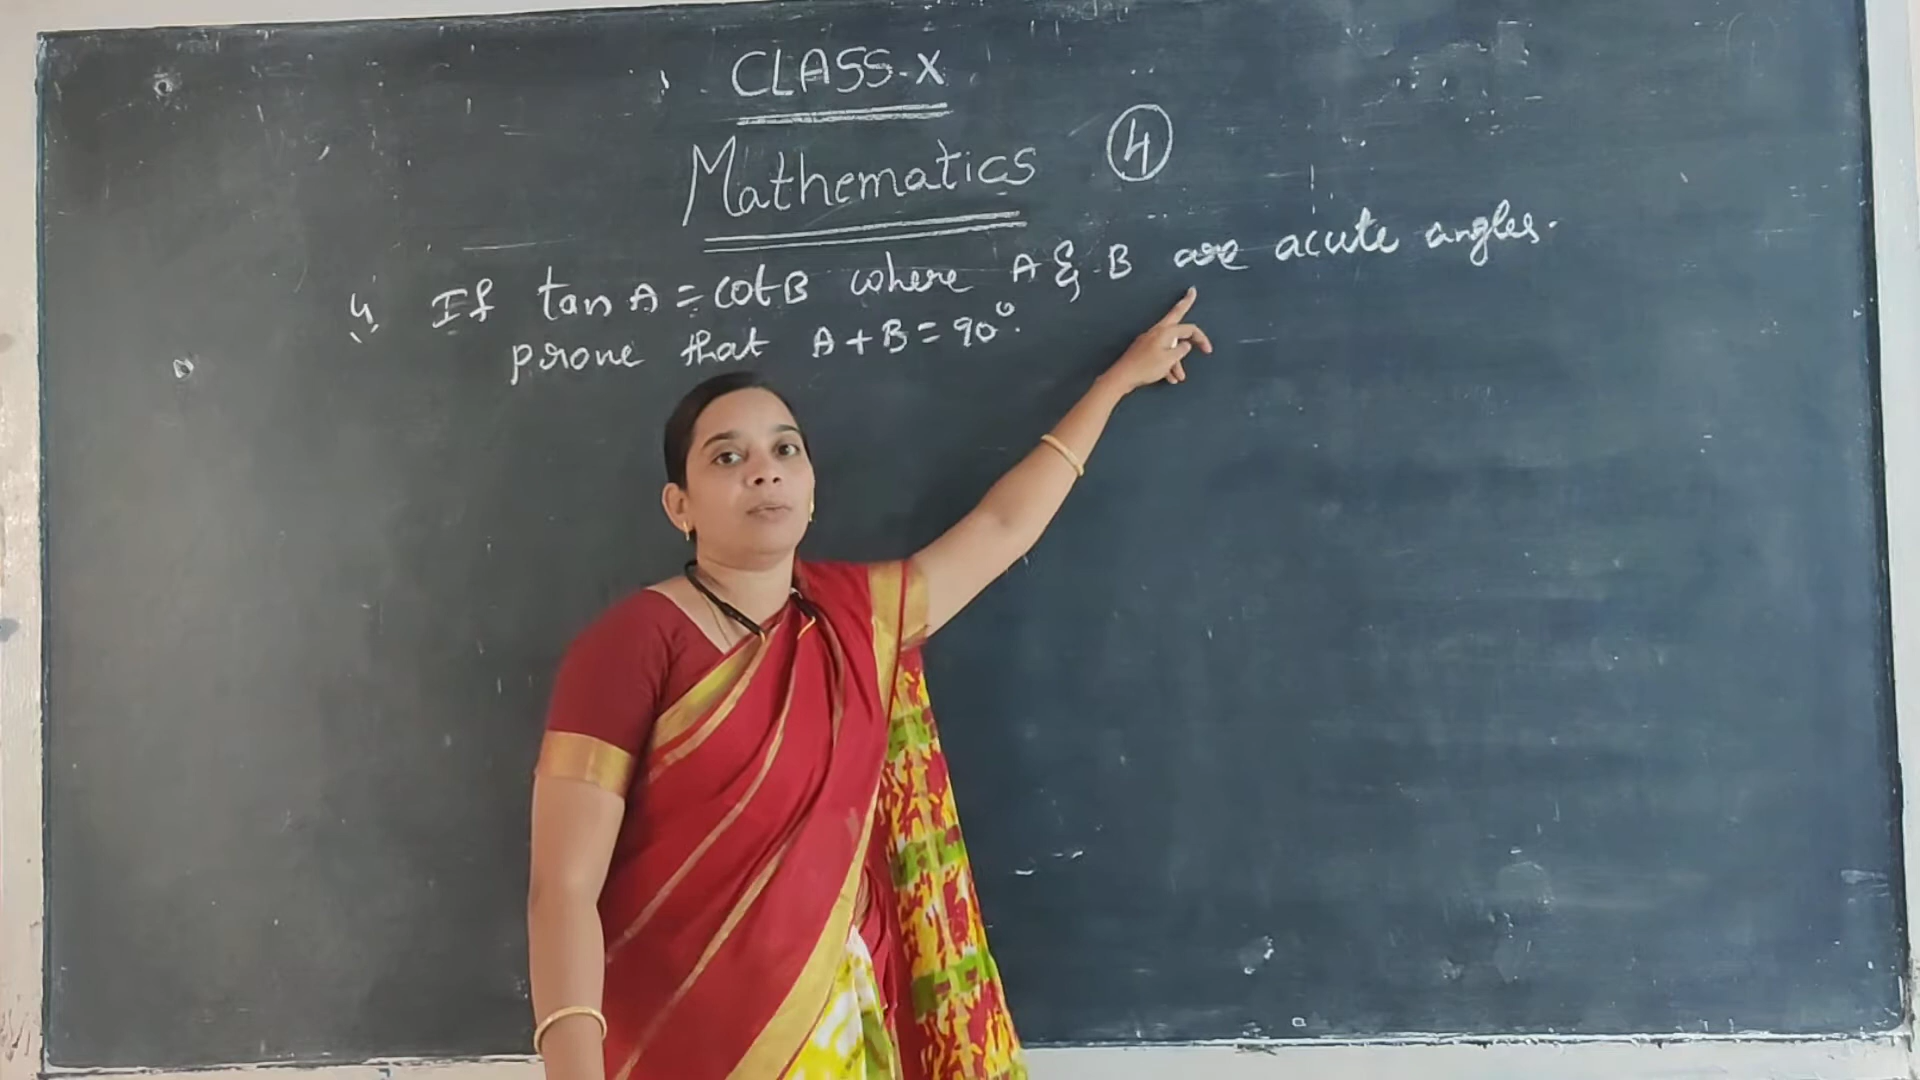 CLASS-X
Mathematics 4
4. If tan A = cot B where A & B are acute angles.
prove that A + B = 90°.